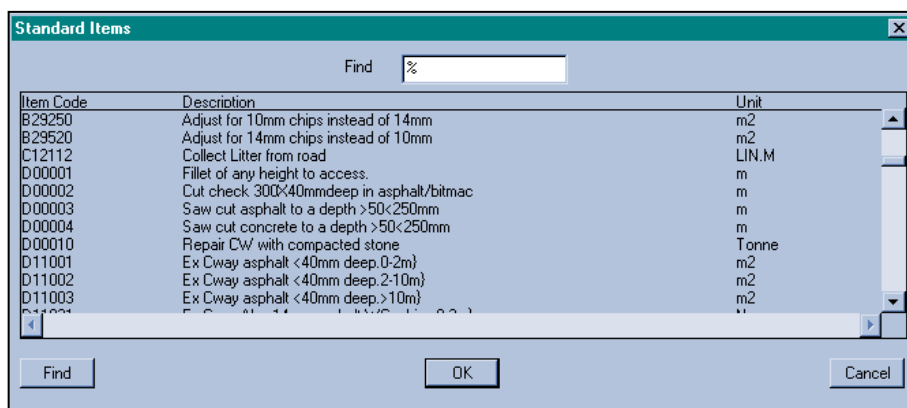 Standard Items
Find %
Item Code Description Unit
B29250 Adjust for 10mm chips instead of 14mm m2
B29520 Adjust for 14mm chips instead of 10mm m2
C12112 Collect Litter from road LIN.M
D00001 Fillet of any height to access. m
D00002 Cut check 300X40mmdeep in asphalt/bitmac m
D00003 Saw cut asphalt to a depth >50<250mm m
D00004 Saw cut concrete to a depth >50<250mm m
D00010 Repair CW with compacted stone Tonne
D11001 Ex Cway asphalt <40mm deep.0-2m} m2
D11002 Ex Cway asphalt <40mm deep.2-10m} m2
D11003 Ex Cway asphalt <40mm deep.>10m} m2
Find OK Cancel